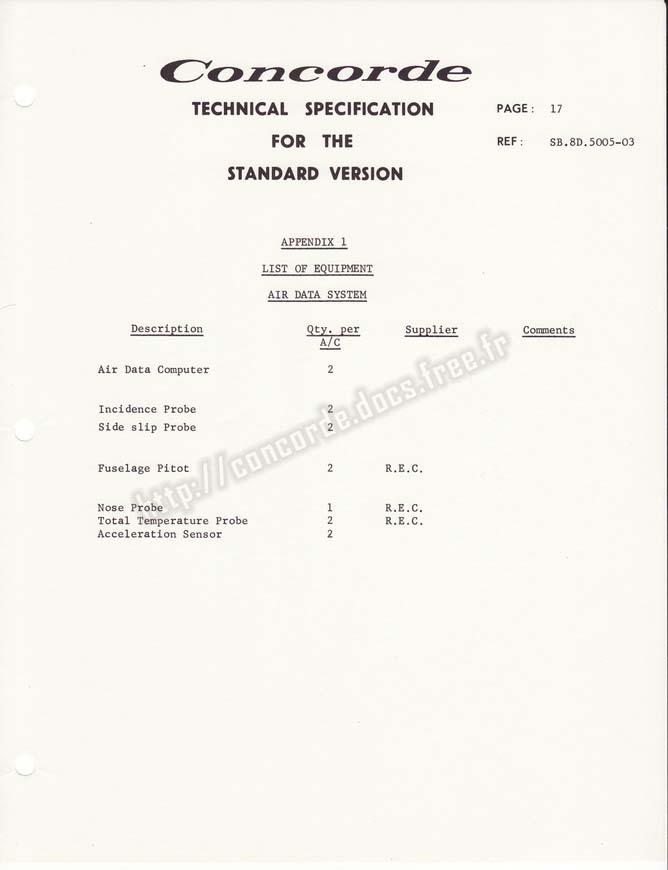 Concorde
TECHNICAL SPECIFICATION
FOR THE
STANDARD VERSION
PAGE: 17
REF: SB.8D.5005-03
APPENDIX 1
LIST OF EQUIPMENT
AIR DATA SYSTEM
Description Qty. per A/C Supplier Comments
Air Data Computer 2
Incidence Probe 2
Side slip Probe 2
Fuselage Pitot 2 R.E.C.
Nose Probe 1 R.E.C.
Total Temperature Probe 2 R.E.C.
Acceleration Sensor 2
http://concorde.docs.free.fr